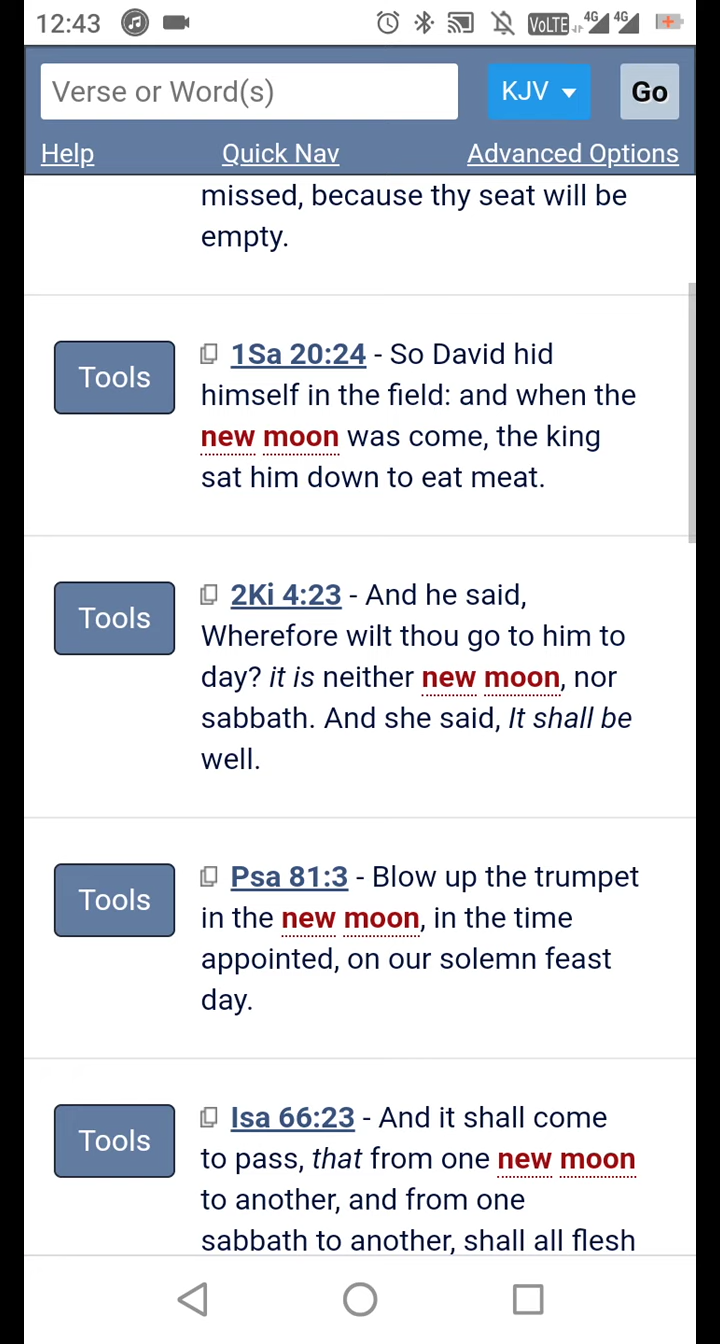 12:43
VoLTE 4G 4G
Verse or Word(s) KJV Go
Help Quick Nav Advanced Options
missed, because thy seat will be
empty.
Tools
1Sa 20:24 - So David hid
himself in the field: and when the
new moon was come, the king
sat him down to eat meat.
Tools
2Ki 4:23 - And he said,
Wherefore wilt thou go to him to
day? it is neither new moon, nor
sabbath. And she said, It shall be
well.
Tools
Psa 81:3 - Blow up the trumpet
in the new moon, in the time
appointed, on our solemn feast
day.
Tools
Isa 66:23 - And it shall come
to pass, that from one new moon
to another, and from one
sabbath to another, shall all flesh